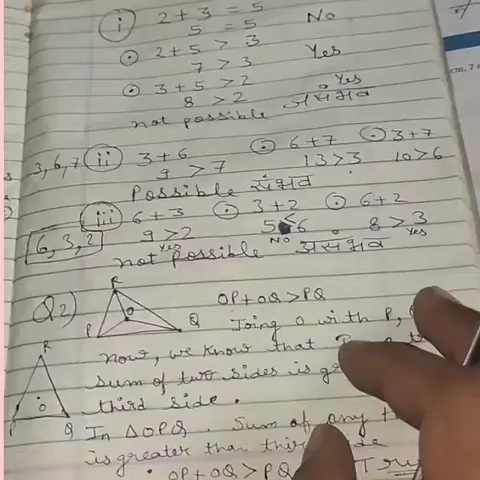 i 2 + 3 = 5
5 = 5 No
2 + 5 > 3
7 > 3 Yes
3 + 5 > 2
8 > 2 Yes
not possible असंभव
3, 6, 7 ii 3 + 6 6 + 7 3 + 7
9 > 7 13 > 3 10 > 6
Possible संभव
iii 6 + 3 3 + 2 6 + 2
6, 3, 2 9 > 2 Yes 5 < 6 No 8 > 3 Yes
not possible असंभव
Q2)
R
O
P Q
OP + OQ > PQ
Joing O with P,
Now, we know that
sum of two sides is
third side.
R
O
P Q
In △OPQ. Sum of any
is greater than third side
OP + OQ > PQ